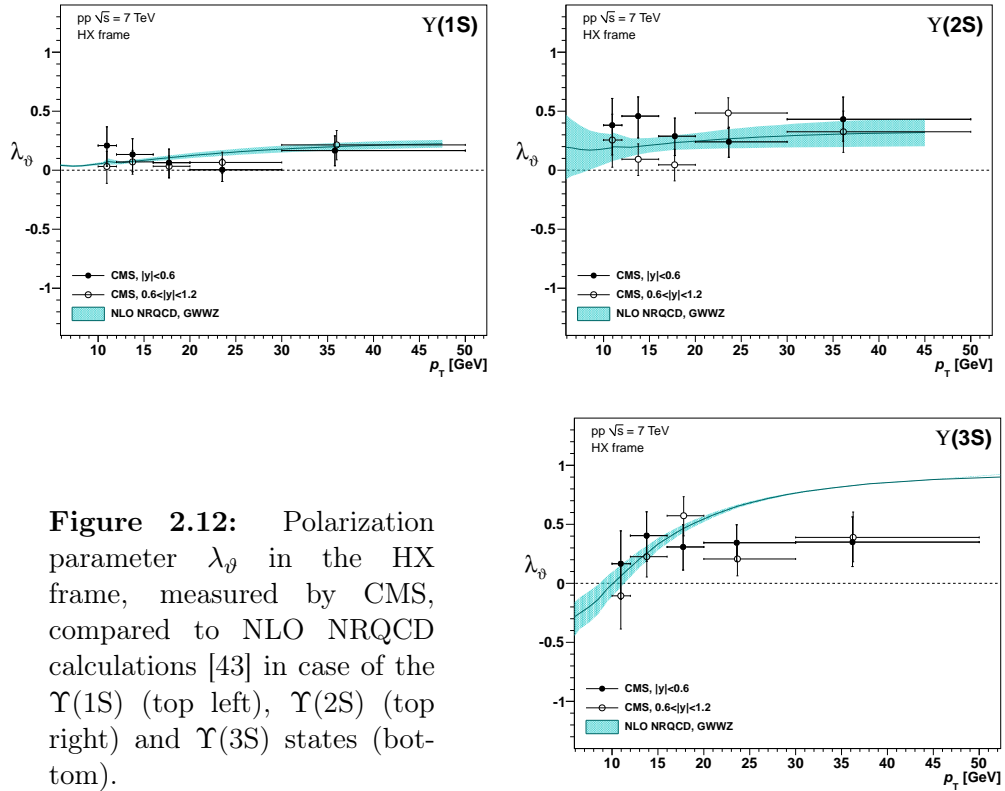 pp √s = 7 TeV
HX frame
ϒ(1S)
1
0.5
0
-0.5
-1
λϑ
CMS, |y|<0.6
CMS, 0.6<|y|<1.2
NLO NRQCD, GWWZ
10 15 20 25 30 35 40 45 50
pT [GeV]
pp √s = 7 TeV
HX frame
ϒ(2S)
1
0.5
0
-0.5
-1
λϑ
CMS, |y|<0.6
CMS, 0.6<|y|<1.2
NLO NRQCD, GWWZ
10 15 20 25 30 35 40 45 50
pT [GeV]
pp √s = 7 TeV
HX frame
ϒ(3S)
1
0.5
0
-0.5
-1
λϑ
CMS, |y|<0.6
CMS, 0.6<|y|<1.2
NLO NRQCD, GWWZ
10 15 20 25 30 35 40 45 50
pT [GeV]
Figure 2.12: Polarization
parameter λϑ in the HX
frame, measured by CMS,
compared to NLO NRQCD
calculations [43] in case of the
ϒ(1S) (top left), ϒ(2S) (top
right) and ϒ(3S) states (bot-
tom).